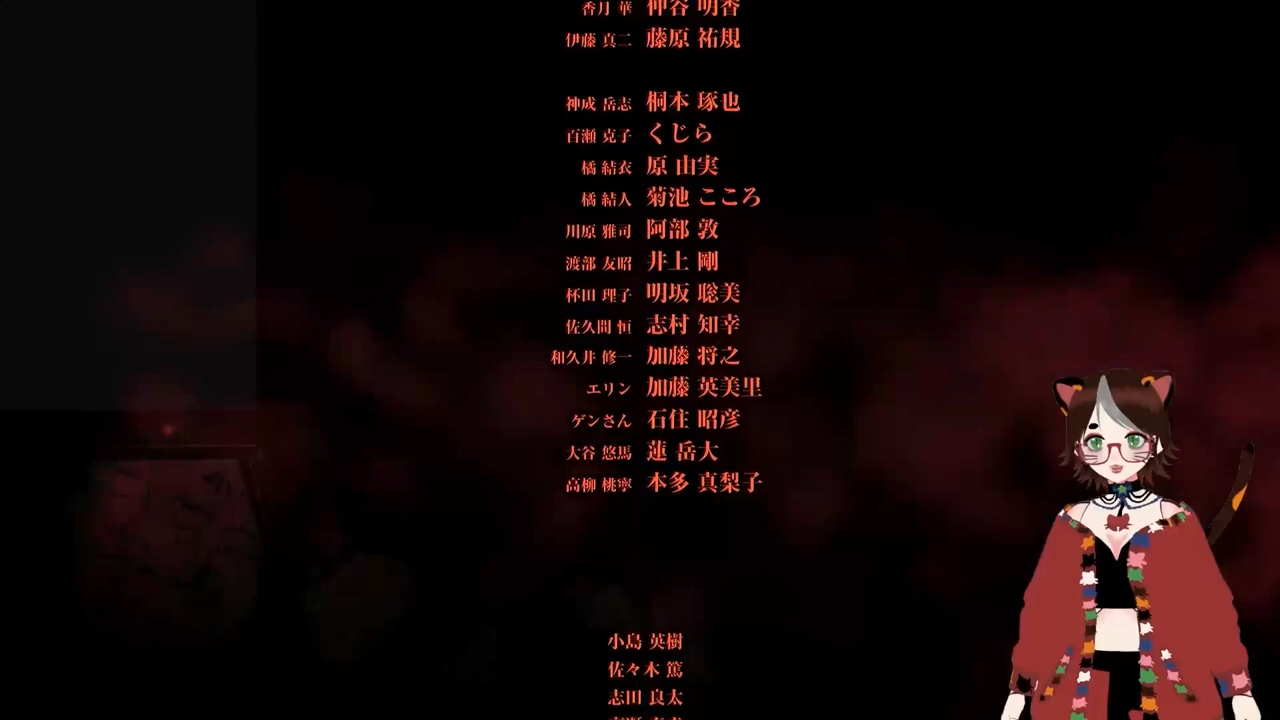 香月 華 仲谷 明香
伊藤 真二 藤原 祐規
神成 岳志 桐本 琢也
百瀬 克子 くじら
橘 結衣 原 由実
橘 結人 菊池 こころ
川原 雅司 阿部 敦
渡部 友昭 井上 剛
杯田 理子 明坂 聡美
佐久間 恒 志村 知幸
和久井 修一 加藤 将之
エリン 加藤 英美里
ゲンさん 石住 昭彦
大谷 悠馬 蓮 岳大
高柳 桃寧 本多 真梨子
小島 英樹
佐々木 篤
志田 良太